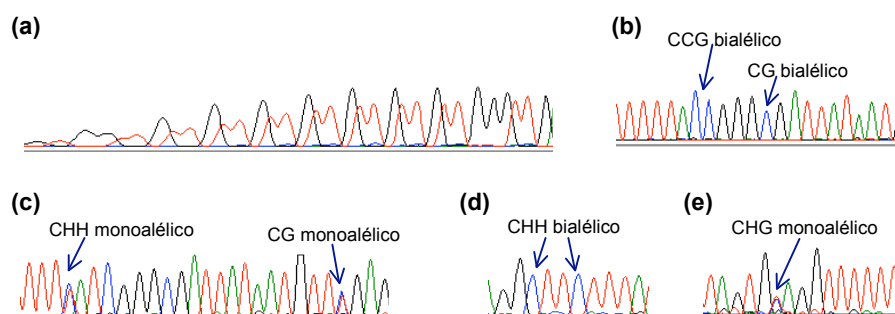 (a)
(b)
CCG bialélico
CG bialélico
(c)
CHH monoalélico
CG monoalélico
(d)
CHH bialélico
(e)
CHG monoalélico